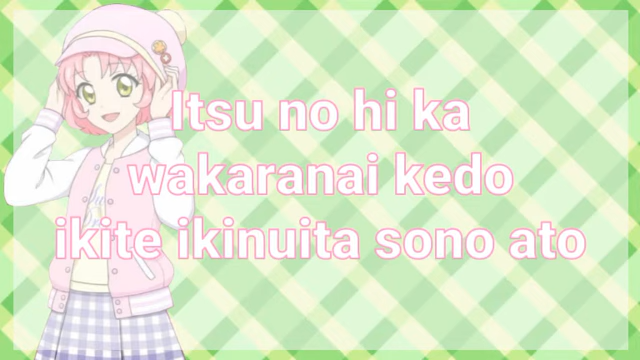 Itsu no hi ka
wakaranai kedo
ikite ikinuita sono ato